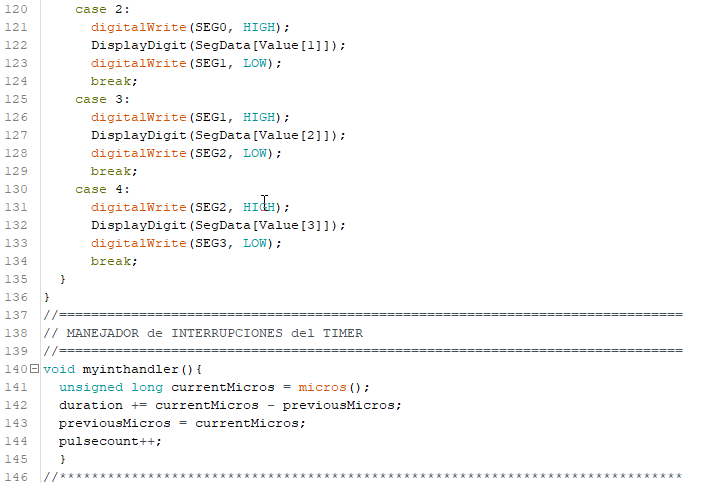 120     case 2:
121       digitalWrite(SEG0, HIGH);
122       DisplayDigit(SegData[Value[1]]);
123       digitalWrite(SEG1, LOW);
124       break;
125     case 3:
126       digitalWrite(SEG1, HIGH);
127       DisplayDigit(SegData[Value[2]]);
128       digitalWrite(SEG2, LOW);
129       break;
130     case 4:
131       digitalWrite(SEG2, HIGH);
132       DisplayDigit(SegData[Value[3]]);
133       digitalWrite(SEG3, LOW);
134       break;
135   }
136 }
137 //==============================================================================
138 // MANEJADOR de INTERRUPCIONES del TIMER
139 //==============================================================================
140 void myinthandler(){
141   unsigned long currentMicros = micros();
142   duration += currentMicros - previousMicros;
143   previousMicros = currentMicros;
144   pulsecount++;
145   }
146 //******************************************************************************